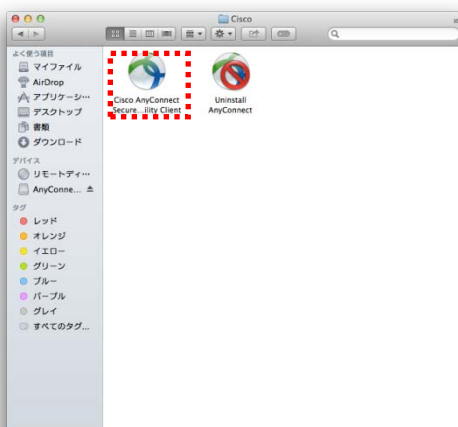 Cisco
よく使う項目
マイファイル
AirDrop
アプリケーシ…
デスクトップ
書類
ダウンロード
デバイス
リモートディ…
AnyConne…
タグ
レッド
オレンジ
イエロー
グリーン
ブルー
パープル
グレイ
すべてのタグ...
Cisco AnyConnect
Secure...ility Client
Uninstall
AnyConnect